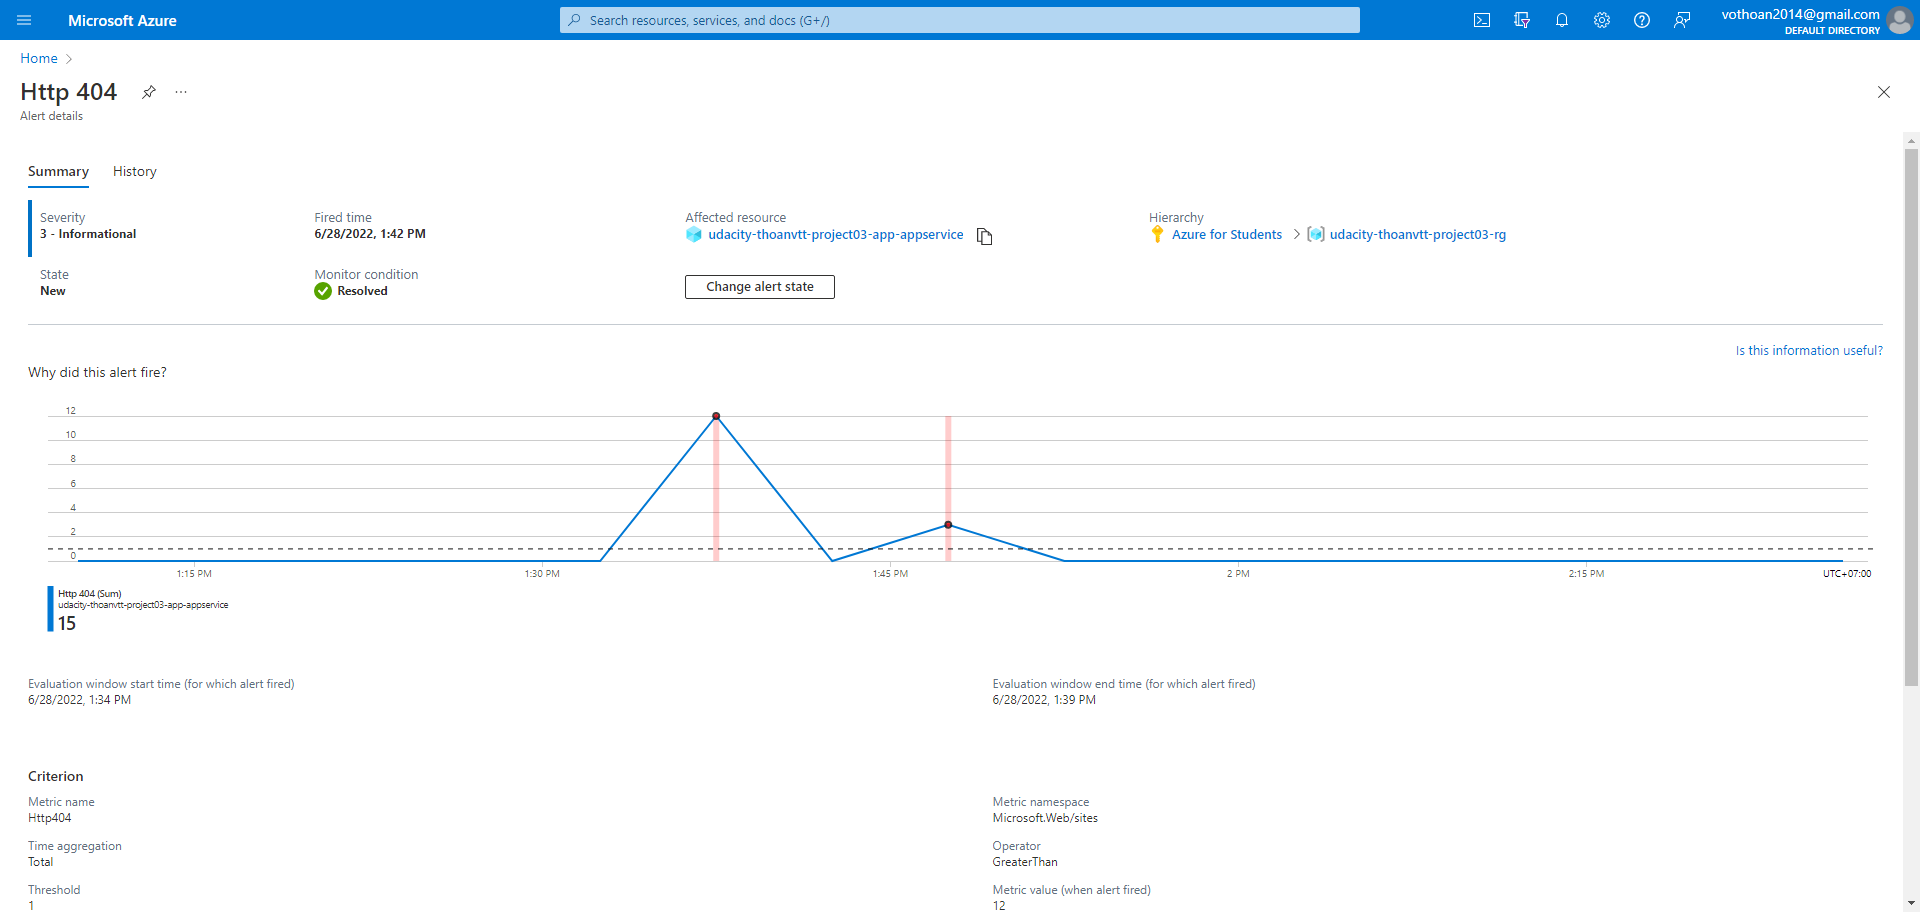 Microsoft Azure
Search resources, services, and docs (G+/)
vothoan2014@gmail.com
DEFAULT DIRECTORY
Home
Http 404
Alert details
Summary
History
Severity
3 - Informational
Fired time
6/28/2022, 1:42 PM
Affected resource
udacity-thoanvtt-project03-app-appservice
Hierarchy
Azure for Students > udacity-thoanvtt-project03-rg
State
New
Monitor condition
Resolved
Change alert state
Is this information useful?
Why did this alert fire?
12
10
8
6
4
2
0
1:15 PM
1:30 PM
1:45 PM
2 PM
2:15 PM
UTC+07:00
Http 404 (Sum)
udacity-thoanvtt-project03-app-appservice
15
Evaluation window start time (for which alert fired)
6/28/2022, 1:34 PM
Evaluation window end time (for which alert fired)
6/28/2022, 1:39 PM
Criterion
Metric name
Http404
Metric namespace
Microsoft.Web/sites
Time aggregation
Total
Operator
GreaterThan
Threshold
1
Metric value (when alert fired)
12